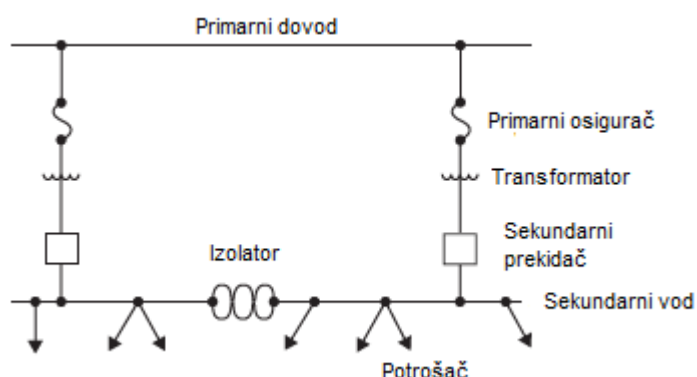 Primarni dovod
Primarni osigurač
Transformator
Sekundarni
prekidač
Izolator
Sekundarni vod
Potrošač